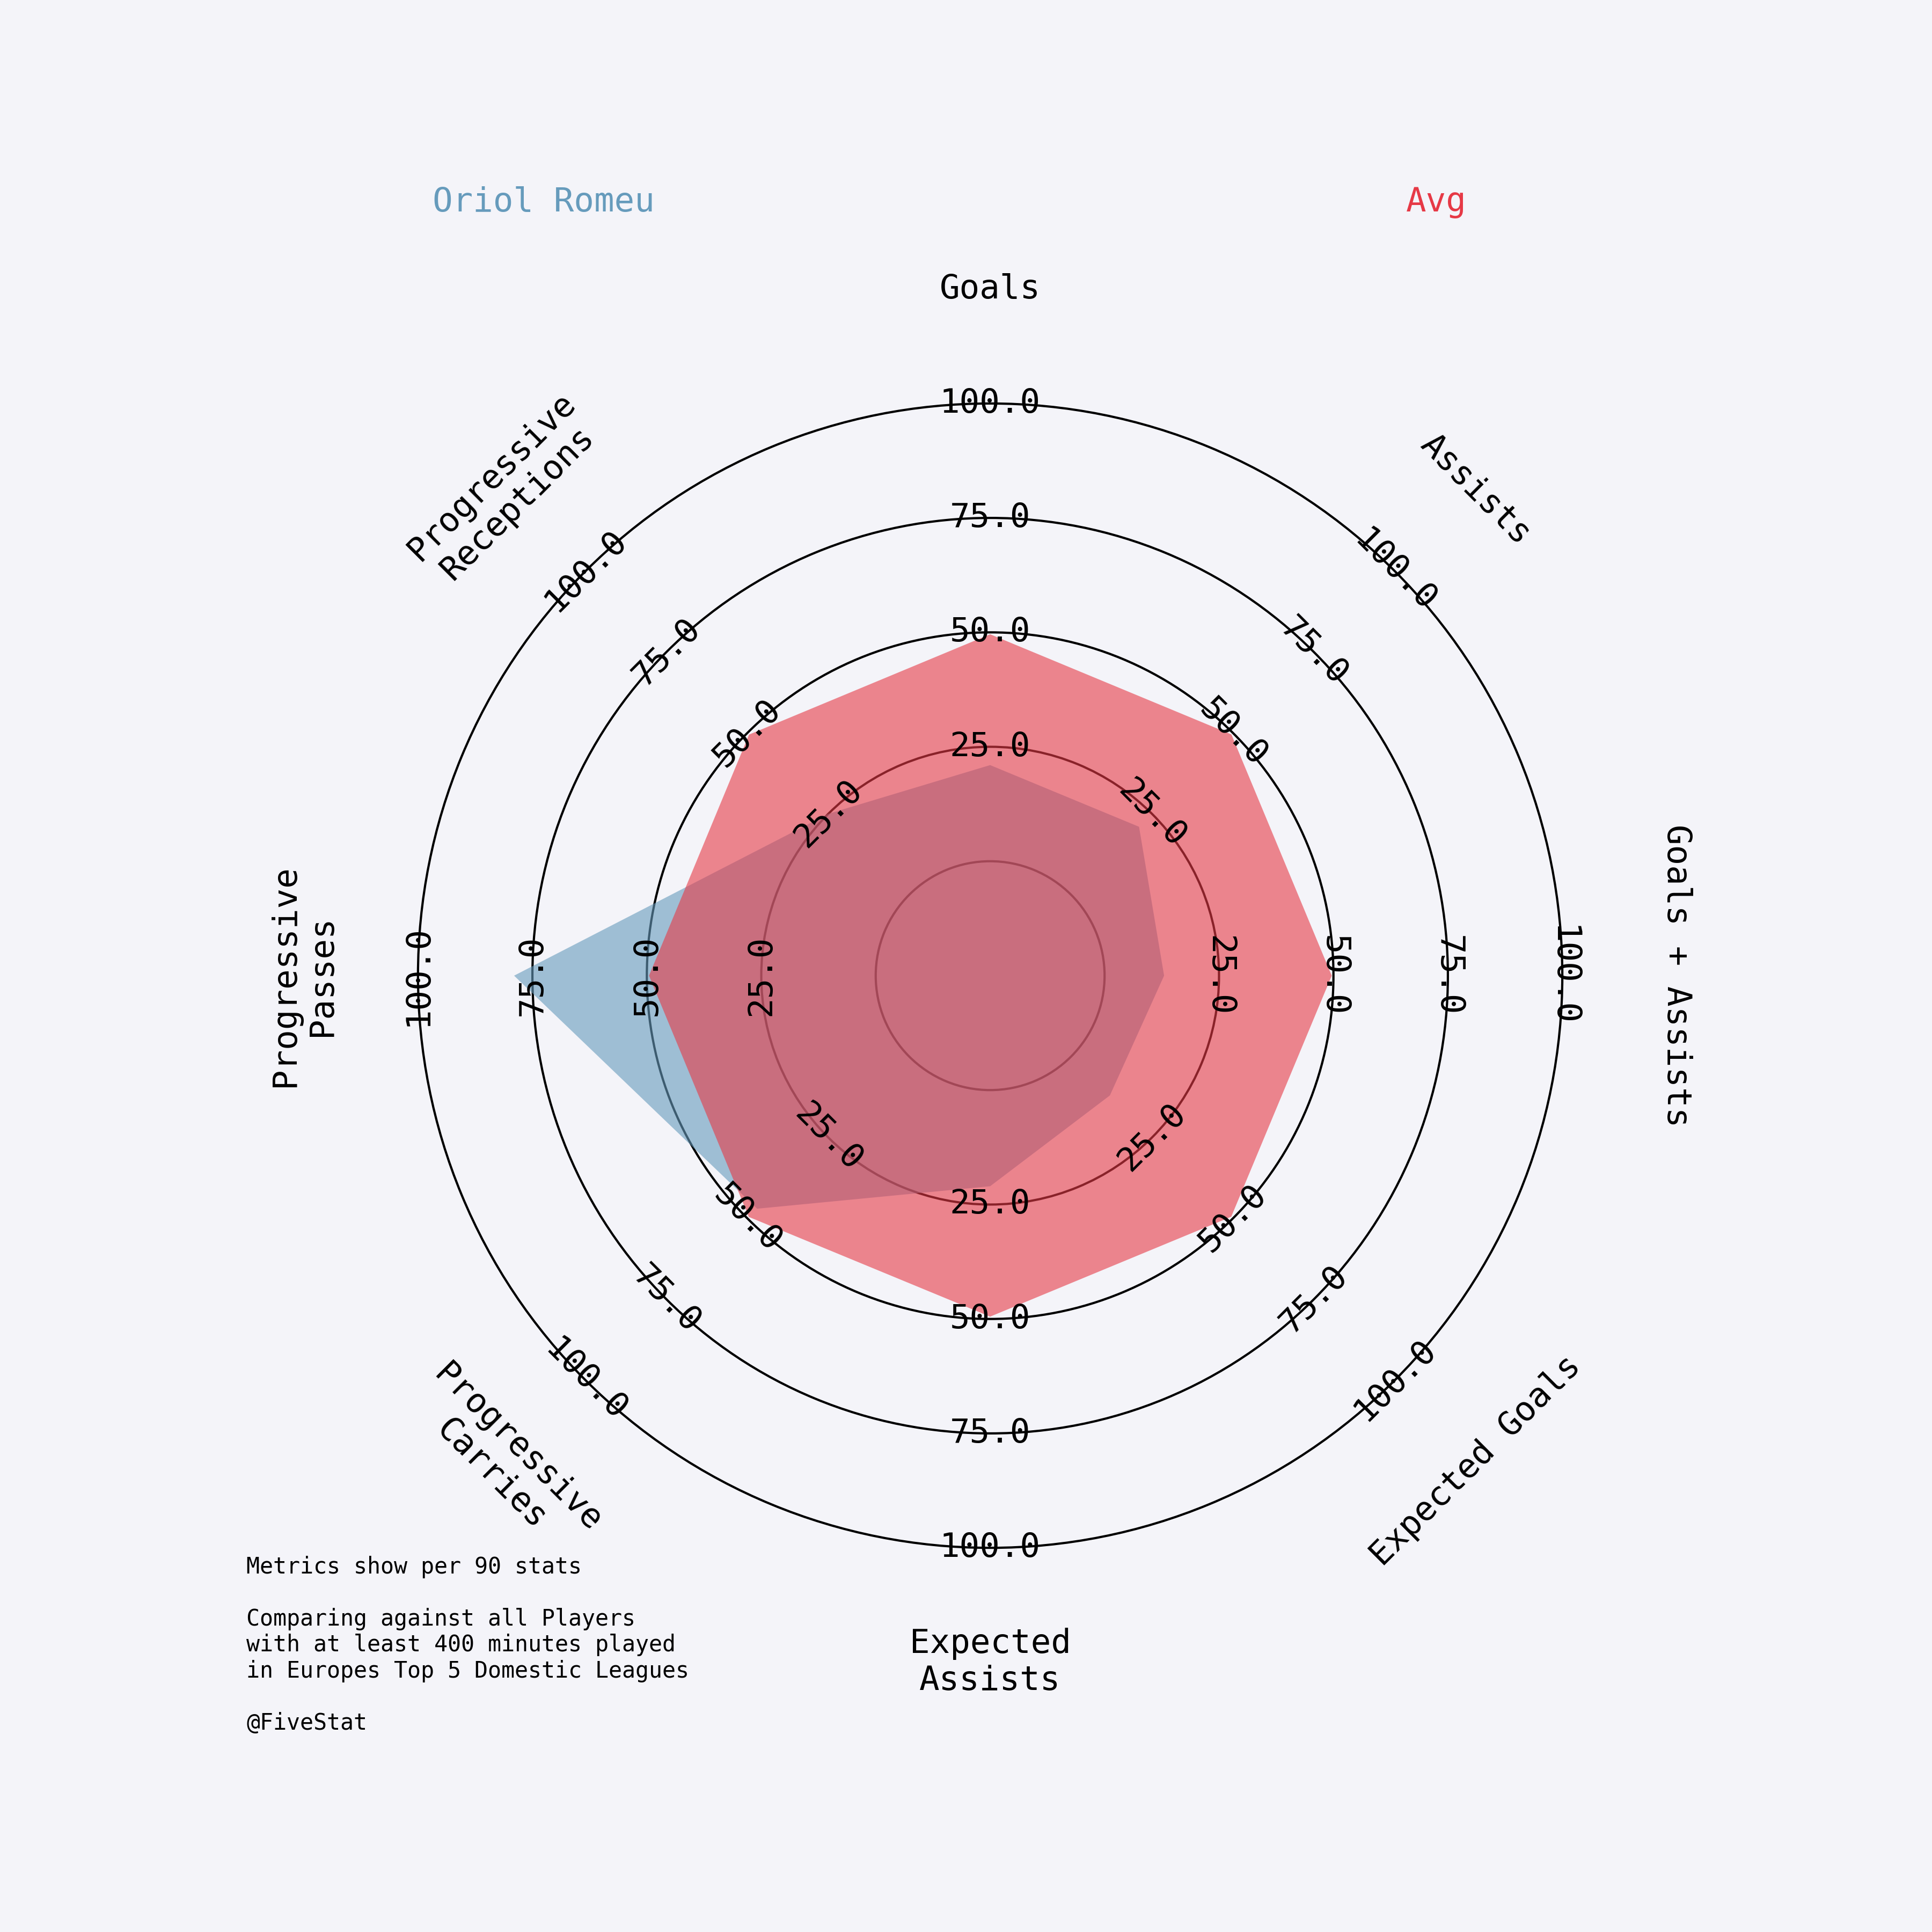 Oriol Romeu
Avg
Goals
Assists
Goals + Assists
Expected Goals
Expected
Assists
Progressive
Carries
Progressive
Passes
Progressive
Receptions
25.0
50.0
75.0
100.0
25.0
50.0
75.0
100.0
25.0
50.0
75.0
100.0
25.0
50.0
75.0
100.0
25.0
50.0
75.0
100.0
25.0
50.0
75.0
100.0
25.0
50.0
75.0
100.0
25.0
50.0
75.0
100.0
Metrics show per 90 stats
Comparing against all Players
with at least 400 minutes played
in Europes Top 5 Domestic Leagues
@FiveStat